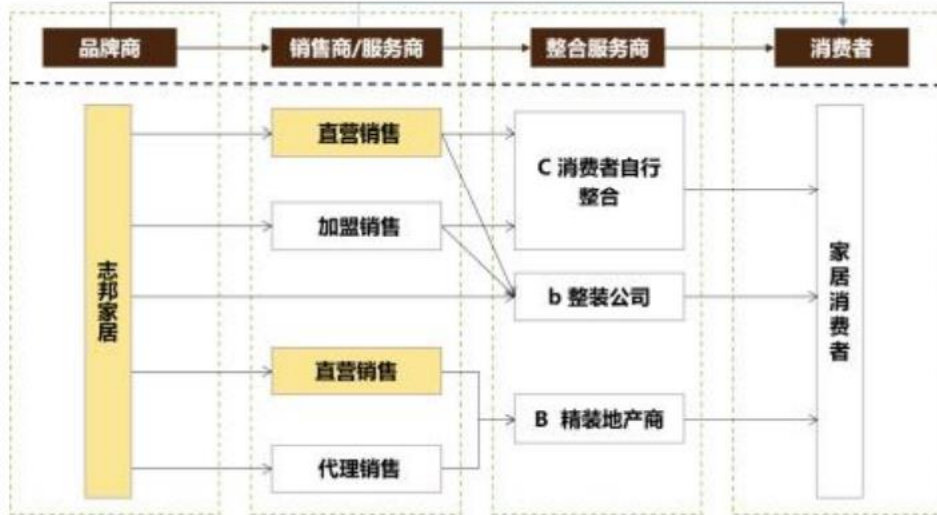 品牌商
销售商/服务商
整合服务商
消费者
志邦家居
直营销售
加盟销售
直营销售
代理销售
C 消费者自行
整合
b 整装公司
B 精装地产商
家居消费者